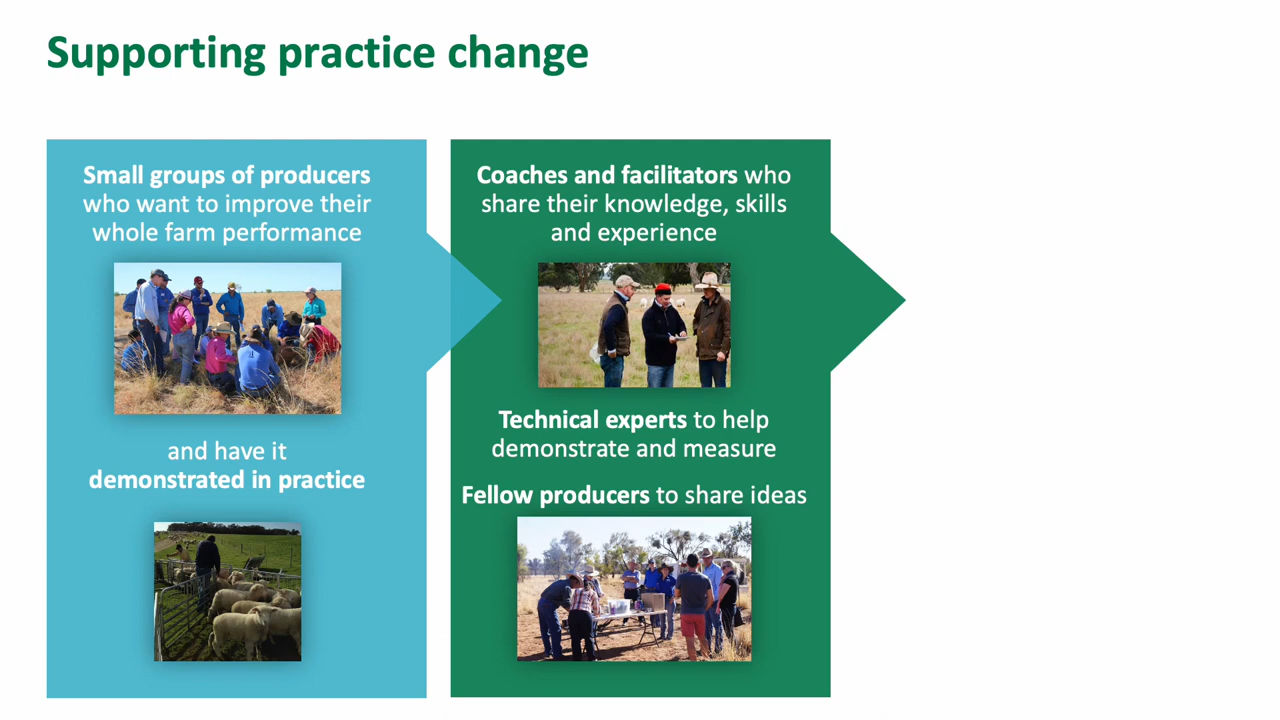 Supporting practice change
Small groups of producers
who want to improve their
whole farm performance
and have it
demonstrated in practice
Coaches and facilitators who
share their knowledge, skills
and experience
Technical experts to help
demonstrate and measure
Fellow producers to share ideas